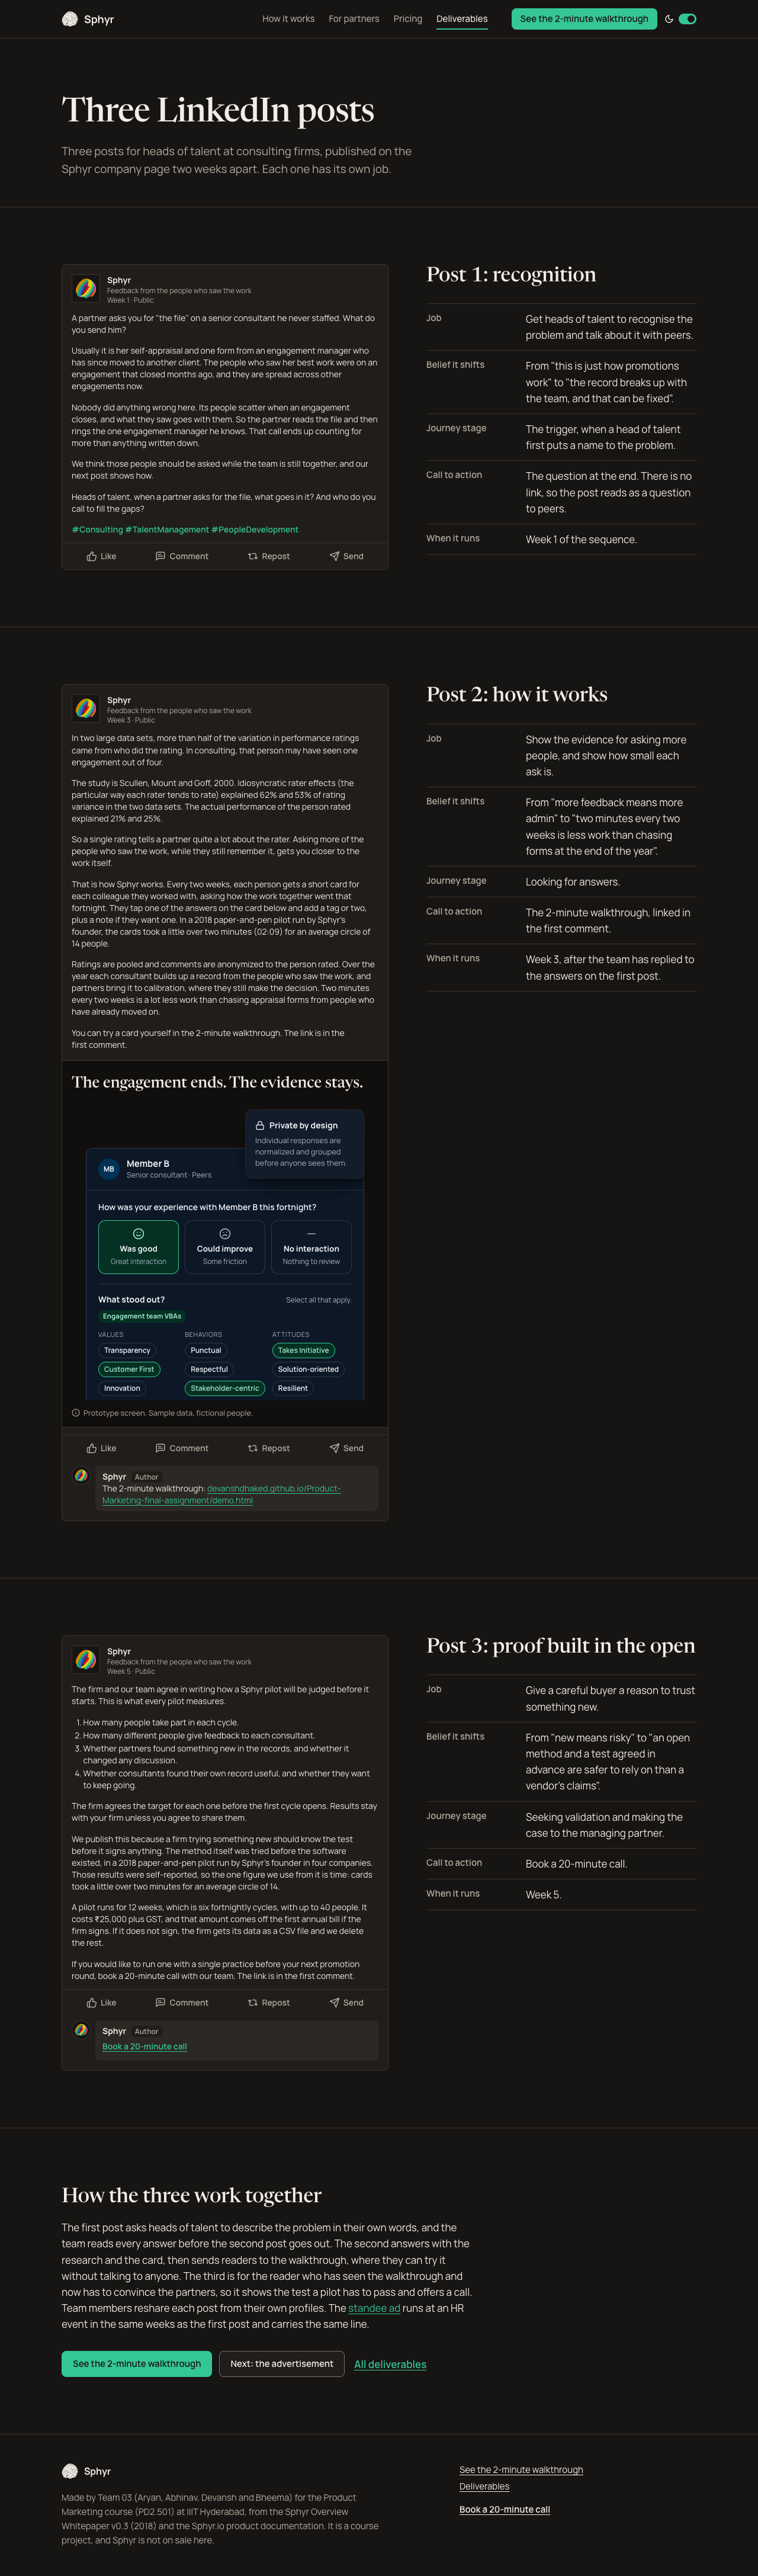 Sphyr
How it works
For partners
Pricing
Deliverables
See the 2-minute walkthrough
Three LinkedIn posts
Three posts for heads of talent at consulting firms, published on the
Sphyr company page two weeks apart. Each one has its own job.
Sphyr
Feedback from the people who saw the work
Week 1 · Public
A partner asks you for "the file" on a senior consultant he never staffed. What do
you send him?
Usually it is her self-appraisal and one form from an engagement manager who
has since moved to another client. The people who saw her best work were on an
engagement that closed months ago, and they are spread across other
engagements now.
Nobody did anything wrong here. Its people scatter when an engagement
closes, and what they saw goes with them. So the partner reads the file and then
rings the one engagement manager he knows. That call ends up counting for
more than anything written down.
We think those people should be asked while the team is still together, and our
next post shows how.
Heads of talent, when a partner asks for the file, what goes in it? And who do you
call to fill the gaps?
#Consulting #TalentManagement #PeopleDevelopment
Like
Comment
Repost
Send
Post 1: recognition
Job
Get heads of talent to recognise the
problem and talk about it with peers.
Belief it shifts
From "this is just how promotions
work" to "the record breaks up with
the team, and that can be fixed".
Journey stage
The trigger, when a head of talent
first puts a name to the problem.
Call to action
The question at the end. There is no
link, so the post reads as a question
to peers.
When it runs
Week 1 of the sequence.
Sphyr
Feedback from the people who saw the work
Week 3 · Public
In two large data sets, more than half of the variation in performance ratings
came from who did the rating. In consulting, that person may have seen one
engagement out of four.
The study is Scullen, Mount and Goff, 2000. Idiosyncratic rater effects (the
particular way each rater tends to rate) explained 62% and 53% of rating
variance in the two data sets. The actual performance of the person rated
explained 21% and 25%.
So a single rating tells a partner quite a lot about the rater. Asking more of the
people who saw the work, while they still remember it, gets you closer to the
work itself.
That is how Sphyr works. Every two weeks, each person gets a short card for
each colleague they worked with, asking how the work together went that
fortnight. They tap one of the answers on the card below and add a tag or two,
plus a note if they want one. In a 2018 paper-and-pen pilot run by Sphyr's
founder, the cards took a little over two minutes (02:09) for an average circle of
14 people.
Ratings are pooled and comments are anonymized to the person rated. Over the
year each consultant builds up a record from the people who saw the work, and
partners bring it to calibration, where they still make the decision. Two minutes
every two weeks is a lot less work than chasing appraisal forms from people who
have already moved on.
You can try a card yourself in the 2-minute walkthrough. The link is in the
first comment.
The engagement ends. The evidence stays.
Private by design
Individual responses are
normalized and grouped
before anyone sees them.
MB
Member B
Senior consultant · Peers
How was your experience with Member B this fortnight?
Was good
Great interaction
Could improve
Some friction
No interaction
Nothing to review
What stood out?
Select all that apply.
Engagement team VBAs
VALUES
BEHAVIORS
ATTITUDES
Transparency
Punctual
Takes Initiative
Customer First
Respectful
Solution-oriented
Innovation
Stakeholder-centric
Resilient
Prototype screen. Sample data, fictional people.
Like
Comment
Repost
Send
Sphyr Author
The 2-minute walkthrough: devanshdhaked.github.io/Product-
Marketing-final-assignment/demo.html
Post 2: how it works
Job
Show the evidence for asking more
people, and show how small each
ask is.
Belief it shifts
From "more feedback means more
admin" to "two minutes every two
weeks is less work than chasing
forms at the end of the year".
Journey stage
Looking for answers.
Call to action
The 2-minute walkthrough, linked in
the first comment.
When it runs
Week 3, after the team has replied to
the answers on the first post.
Sphyr
Feedback from the people who saw the work
Week 5 · Public
The firm and our team agree in writing how a Sphyr pilot will be judged before it
starts. This is what every pilot measures.
1. How many people take part in each cycle.
2. How many different people give feedback to each consultant.
3. Whether partners found something new in the records, and whether it
changed any discussion.
4. Whether consultants found their own record useful, and whether they want
to keep going.
The firm agrees the target for each one before the first cycle opens. Results stay
with your firm unless you agree to share them.
We publish this because a firm trying something new should know the test
before it signs anything. The method itself was tried before the software
existed, in a 2018 paper-and-pen pilot run by Sphyr's founder in four companies.
Those results were self-reported, so the one figure we use from it is time: cards
took a little over two minutes for an average circle of 14.
A pilot runs for 12 weeks, which is six fortnightly cycles, with up to 40 people. It
costs ₹25,000 plus GST, and that amount comes off the first annual bill if the
firm signs. If it does not sign, the firm gets its data as a CSV file and we delete
the rest.
If you would like to run one with a single practice before your next promotion
round, book a 20-minute call with our team. The link is in the first comment.
Like
Comment
Repost
Send
Sphyr Author
Book a 20-minute call
Post 3: proof built in the open
Job
Give a careful buyer a reason to trust
something new.
Belief it shifts
From "new means risky" to "an open
method and a test agreed in
advance are safer to rely on than a
vendor's claims".
Journey stage
Seeking validation and making the
case to the managing partner.
Call to action
Book a 20-minute call.
When it runs
Week 5.
How the three work together
The first post asks heads of talent to describe the problem in their own words, and the
team reads every answer before the second post goes out. The second answers with the
research and the card, then sends readers to the walkthrough, where they can try it
without talking to anyone. The third is for the reader who has seen the walkthrough and
now has to convince the partners, so it shows the test a pilot has to pass and offers a call.
Team members reshare each post from their own profiles. The standee ad runs at an HR
event in the same weeks as the first post and carries the same line.
See the 2-minute walkthrough
Next: the advertisement
All deliverables
Sphyr
Made by Team 03 (Aryan, Abhinav, Devansh and Bheema) for the Product
Marketing course (PD2.501) at IIIT Hyderabad, from the Sphyr Overview
Whitepaper v0.3 (2018) and the Sphyr.io product documentation. It is a course
project, and Sphyr is not on sale here.
See the 2-minute walkthrough
Deliverables
Book a 20-minute call